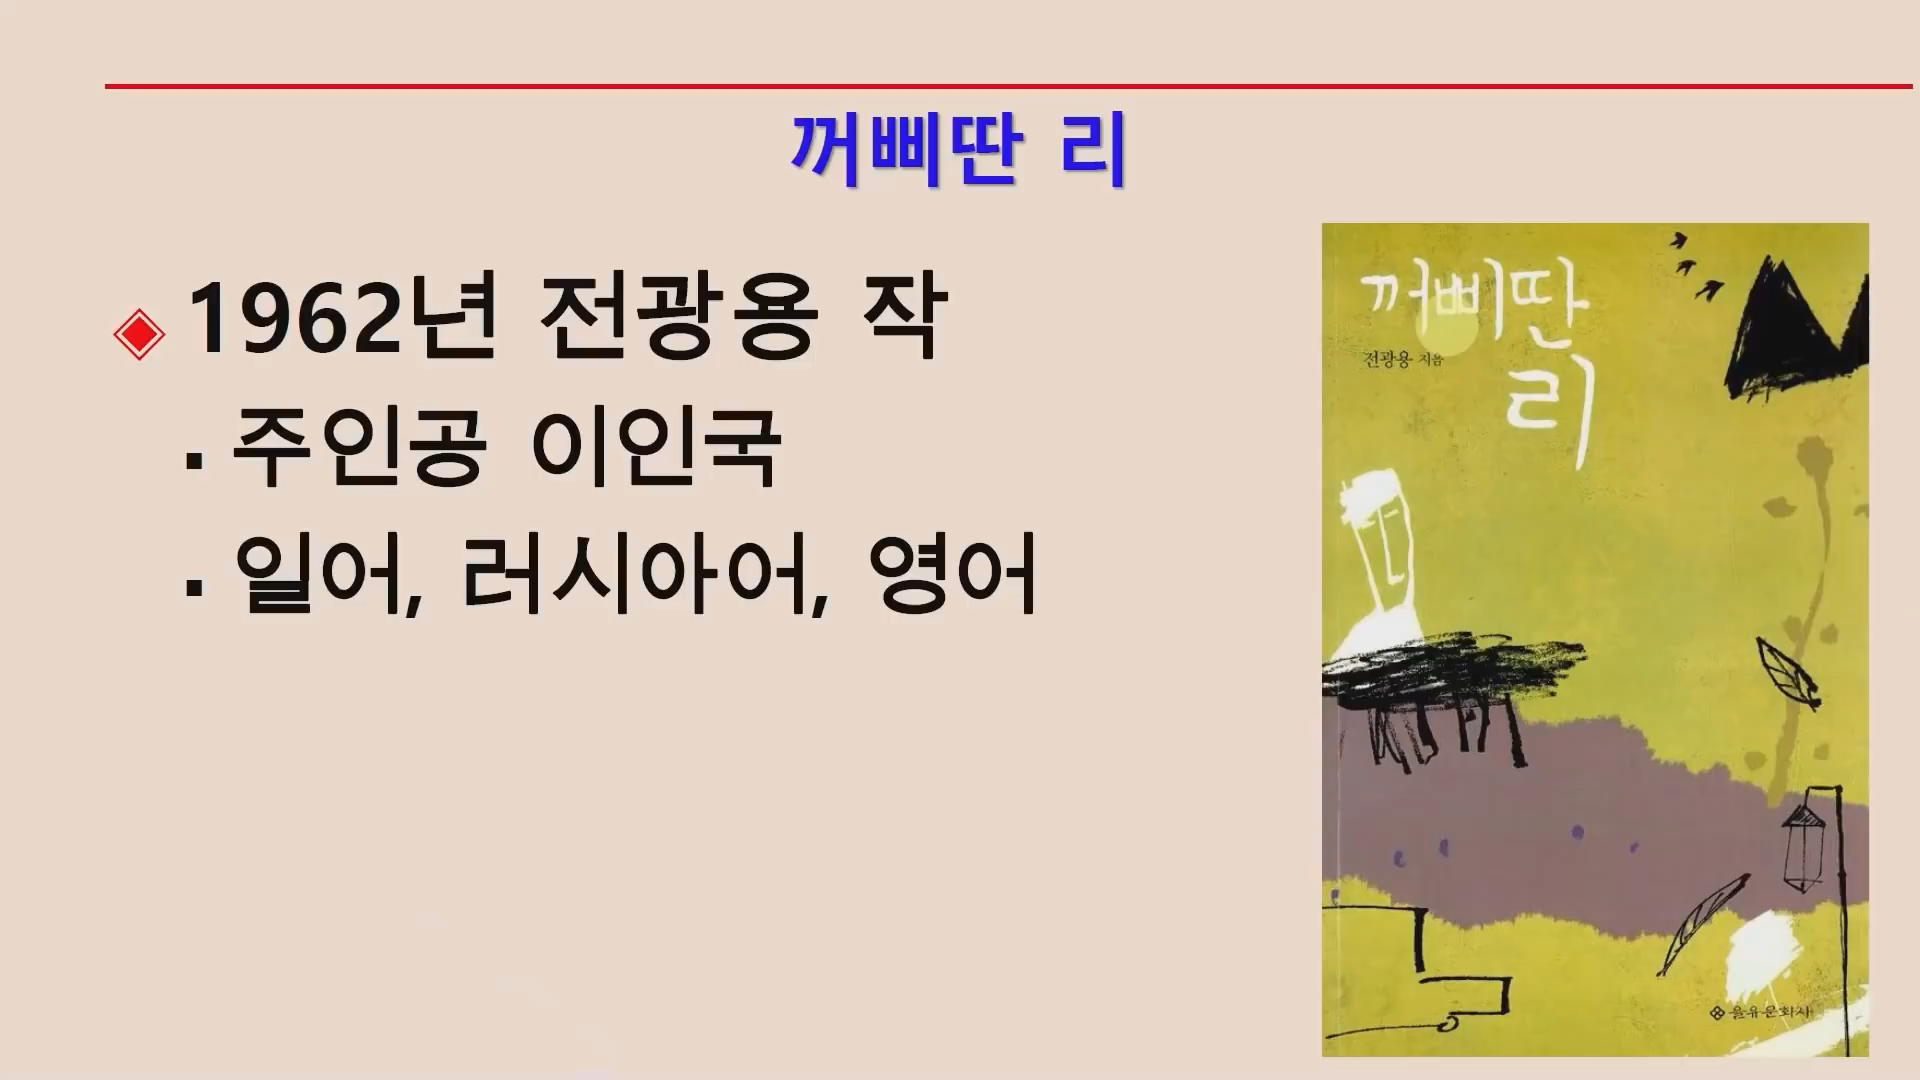 꺼삐딴 리
1962년 전광용 작
주인공 이인국
일어, 러시아어, 영어
꺼삐딴
리
전광용 지음
을유문화사